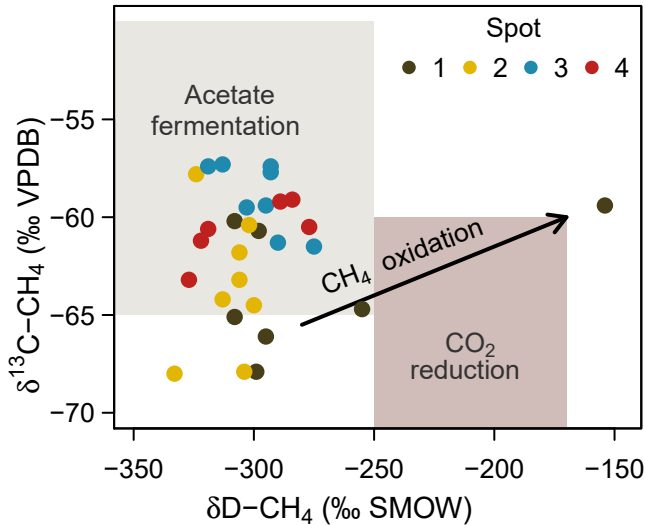 Spot
1 2 3 4
Acetate
fermentation
CH₄ oxidation
CO₂
reduction
−55
−60
−65
−70
δ¹³C−CH₄ (‰ VPDB)
−350 −300 −250 −200 −150
δD−CH₄ (‰ SMOW)